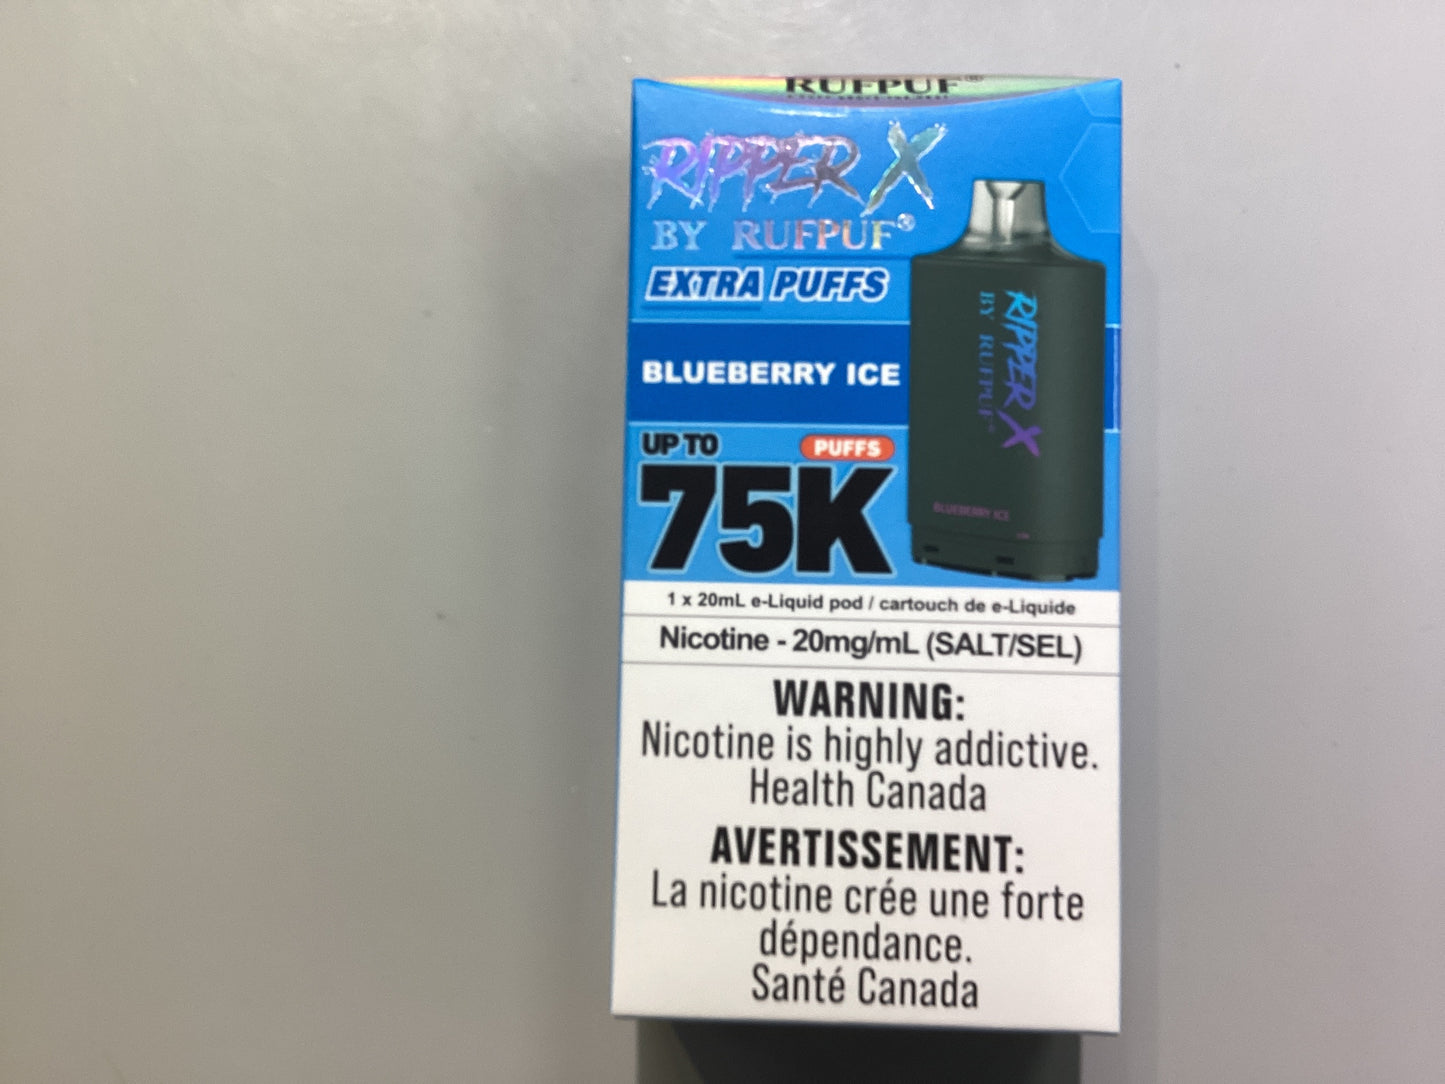 RUFPUF®
RIPPER X
BY RUFPUF®
EXTRA PUFFS
BLUEBERRY ICE
UP TO
PUFFS
75K
RIPPER X
BY RUFPUF
BLUEBERRY ICE
1 x 20mL e-Liquid pod / cartouch de e-Liquide
Nicotine - 20mg/mL (SALT/SEL)
WARNING:
Nicotine is highly addictive.
Health Canada
AVERTISSEMENT:
La nicotine crée une forte
dépendance.
Santé Canada